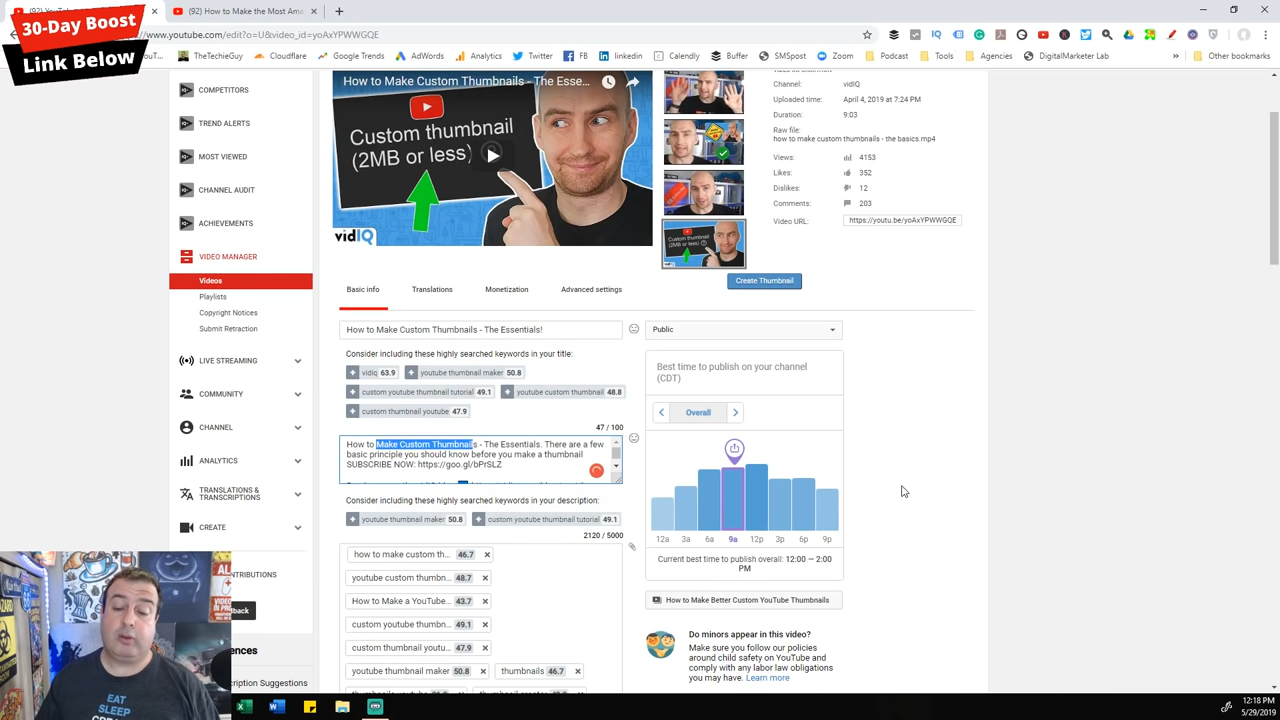 (92) How to Make the Most Ama
30-Day Boost
Link Below
www.youtube.com/edit?o=U&video_id=yoAxYPWWGQE
TheTechieGuy
Cloudflare
Google Trends
AdWords
Analytics
Twitter
FB
linkedin
Calendly
Buffer
SMSpost
Zoom
Podcast
Tools
Agencies
DigitalMarketer Lab
»
Other bookmarks
COMPETITORS
TREND ALERTS
MOST VIEWED
CHANNEL AUDIT
ACHIEVEMENTS
VIDEO MANAGER
Videos
Playlists
Copyright Notices
Submit Retraction
LIVE STREAMING
COMMUNITY
CHANNEL
ANALYTICS
TRANSLATIONS &
TRANSCRIPTIONS
CREATE
How to Make Custom Thumbnails - The Esse...
Custom thumbnail
(2MB or less)
vidIQ
Custom thumbnail
(2MB or less)
Channel: vidIQ
Uploaded time: April 4, 2019 at 7:24 PM
Duration: 9:03
Raw file:
how to make custom thumbnails - the basics.mp4
Views: 4153
Likes: 352
Dislikes: 12
Comments: 203
Video URL: https://youtu.be/yoAxYPWWGQE
Create Thumbnail
Basic info
Translations
Monetization
Advanced settings
How to Make Custom Thumbnails - The Essentials!
Consider including these highly searched keywords in your title:
+ vidiq 63.9
+ youtube thumbnail maker 50.8
+ custom youtube thumbnail tutorial 49.1
+ youtube custom thumbnail 48.8
+ custom thumbnail youtube 47.9
47 / 100
How to Make Custom Thumbnails - The Essentials. There are a few
basic principle you should know before you make a thumbnail
SUBSCRIBE NOW: https://goo.gl/bPrSLZ
Consider including these highly searched keywords in your description:
+ youtube thumbnail maker 50.8
+ custom youtube thumbnail tutorial 49.1
2120 / 5000
how to make custom th... 46.7
youtube custom thumbn... 48.7
How to Make a YouTube... 43.7
custom youtube thumbn... 49.1
custom thumbnail youtu... 47.9
youtube thumbnail maker 50.8
thumbnails 46.7
Public
Best time to publish on your channel
(CDT)
Overall
12a 3a 6a 9a 12p 3p 6p 9p
Current best time to publish overall: 12:00 — 2:00
PM
How to Make Better Custom YouTube Thumbnails
Do minors appear in this video?
Make sure you follow our policies
around child safety on YouTube and
comply with any labor law obligations
you may have. Learn more
EAT
SLEEP
12:18 PM
5/29/2019